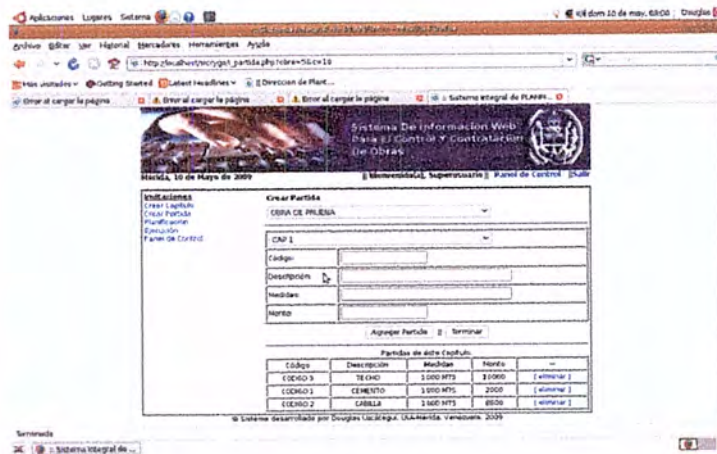 Aplicaciones Lugares Sistema
dom 10 de may, Douglas
Archivo Editar Ver Historial Marcadores Herramientas Ayuda
Más visitados Getting Started Latest Headlines Direccion de Plant...
Error al cargar la página
Error al cargar la página
Error al cargar la página
:: Sistema Integral de PLANIFI...
Sistema De Informacion Web
Para El Control Y Contratación
De Obras
Mérida, 10 de Mayo de 2009
|| Bienvenido(a), Superusuario || Panel de Control ||Salir
Crear Capítulo
Crear Partida
Planificación
Ejecución
Panel de Control
Crear Partida
OBRA DE PRUEBA
CAP 1
Código:
Descripción:
Medidas:
Monto:
Agregar Partida || Terminar
Partidas de éste Capítulo
Código Descripción Medidas Monto --
CODIGO 3 TECHO 1000 MTS 10000 [ eliminar ]
CODIGO 1 CEMENTO 1000 MTS 2000 [ eliminar ]
CODIGO 2 CABILLA 1000 MTS 8000 [ eliminar ]
Sistema desarrollado por Douglas Uzcátegui, ULA-Mérida, Venezuela, 2009
Terminado
:: Sistema Integral de ...